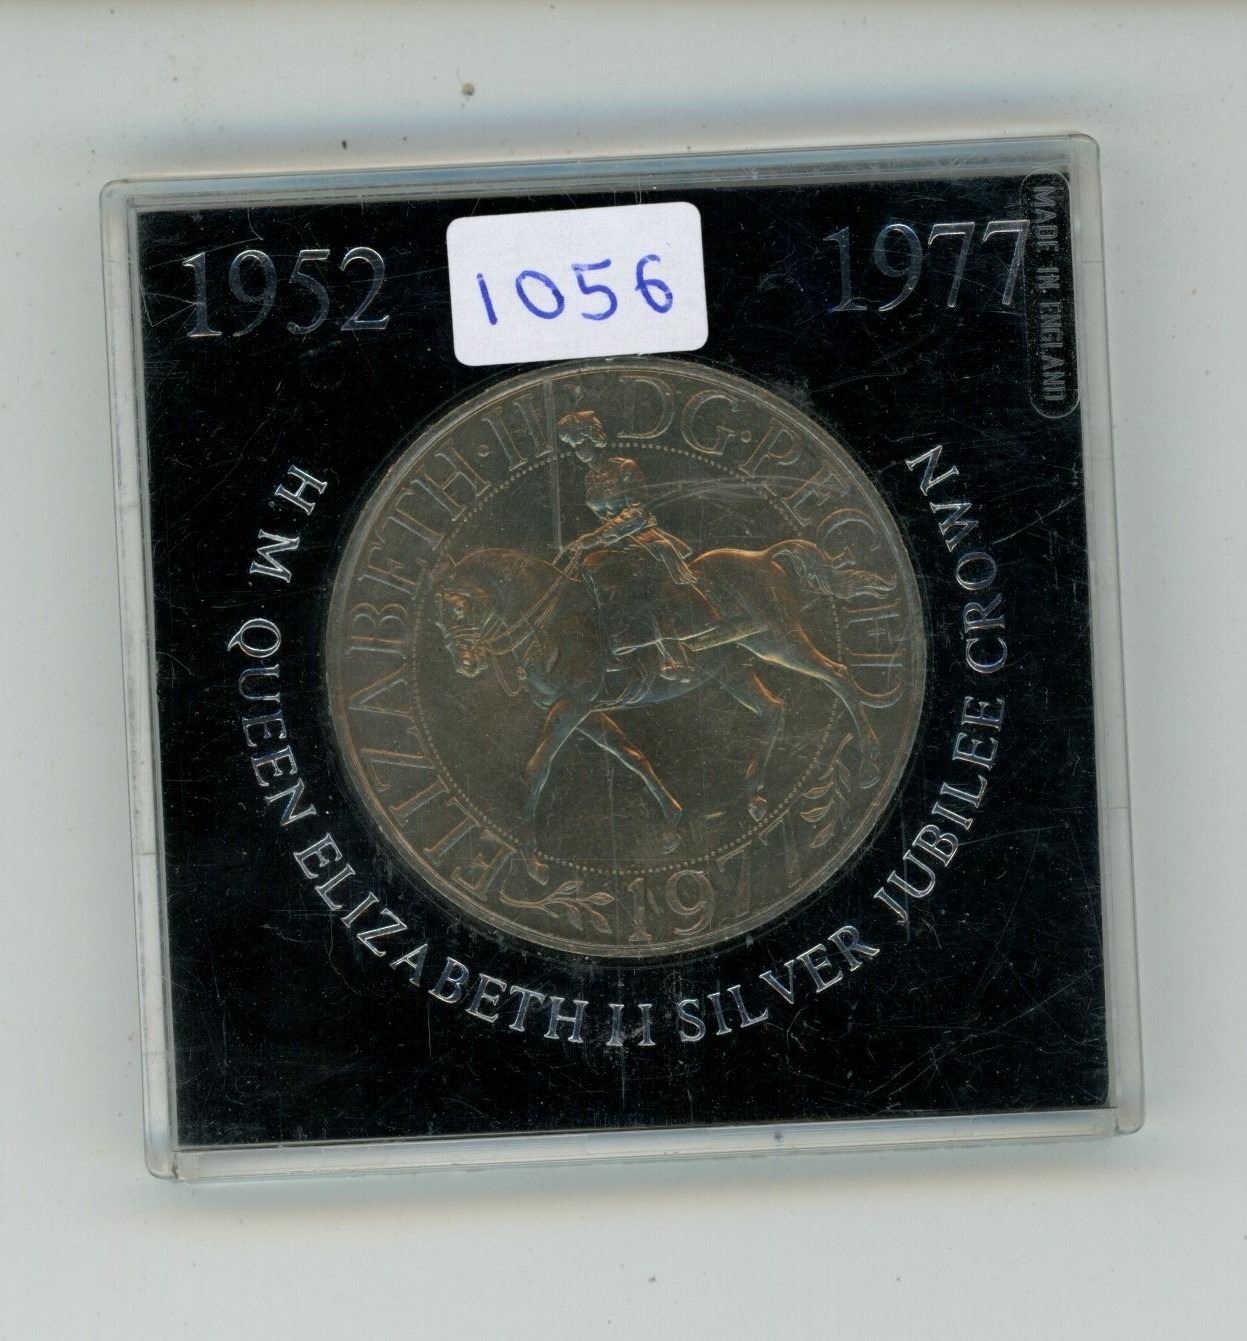 1952
1056
1977
MADE IN ENGLAND
H M QUEEN ELIZABETH II SILVER JUBILEE CROWN
ELIZABETH·II DG·REG FD
1977